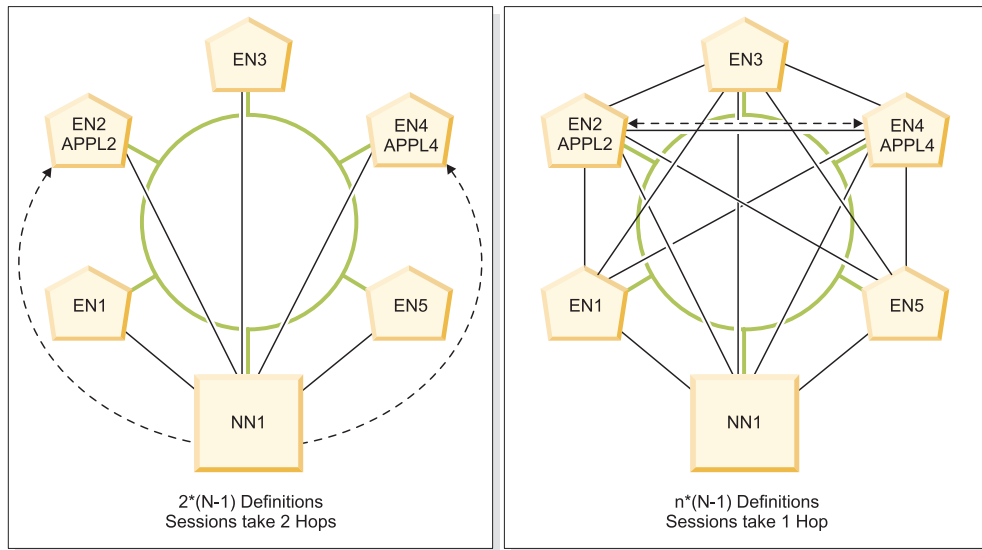 EN3
EN2
APPL2
EN4
APPL4
EN1
EN5
NN1
2*(N-1) Definitions
Sessions take 2 Hops
EN3
EN2
APPL2
EN4
APPL4
EN1
EN5
NN1
n*(N-1) Definitions
Sessions take 1 Hop